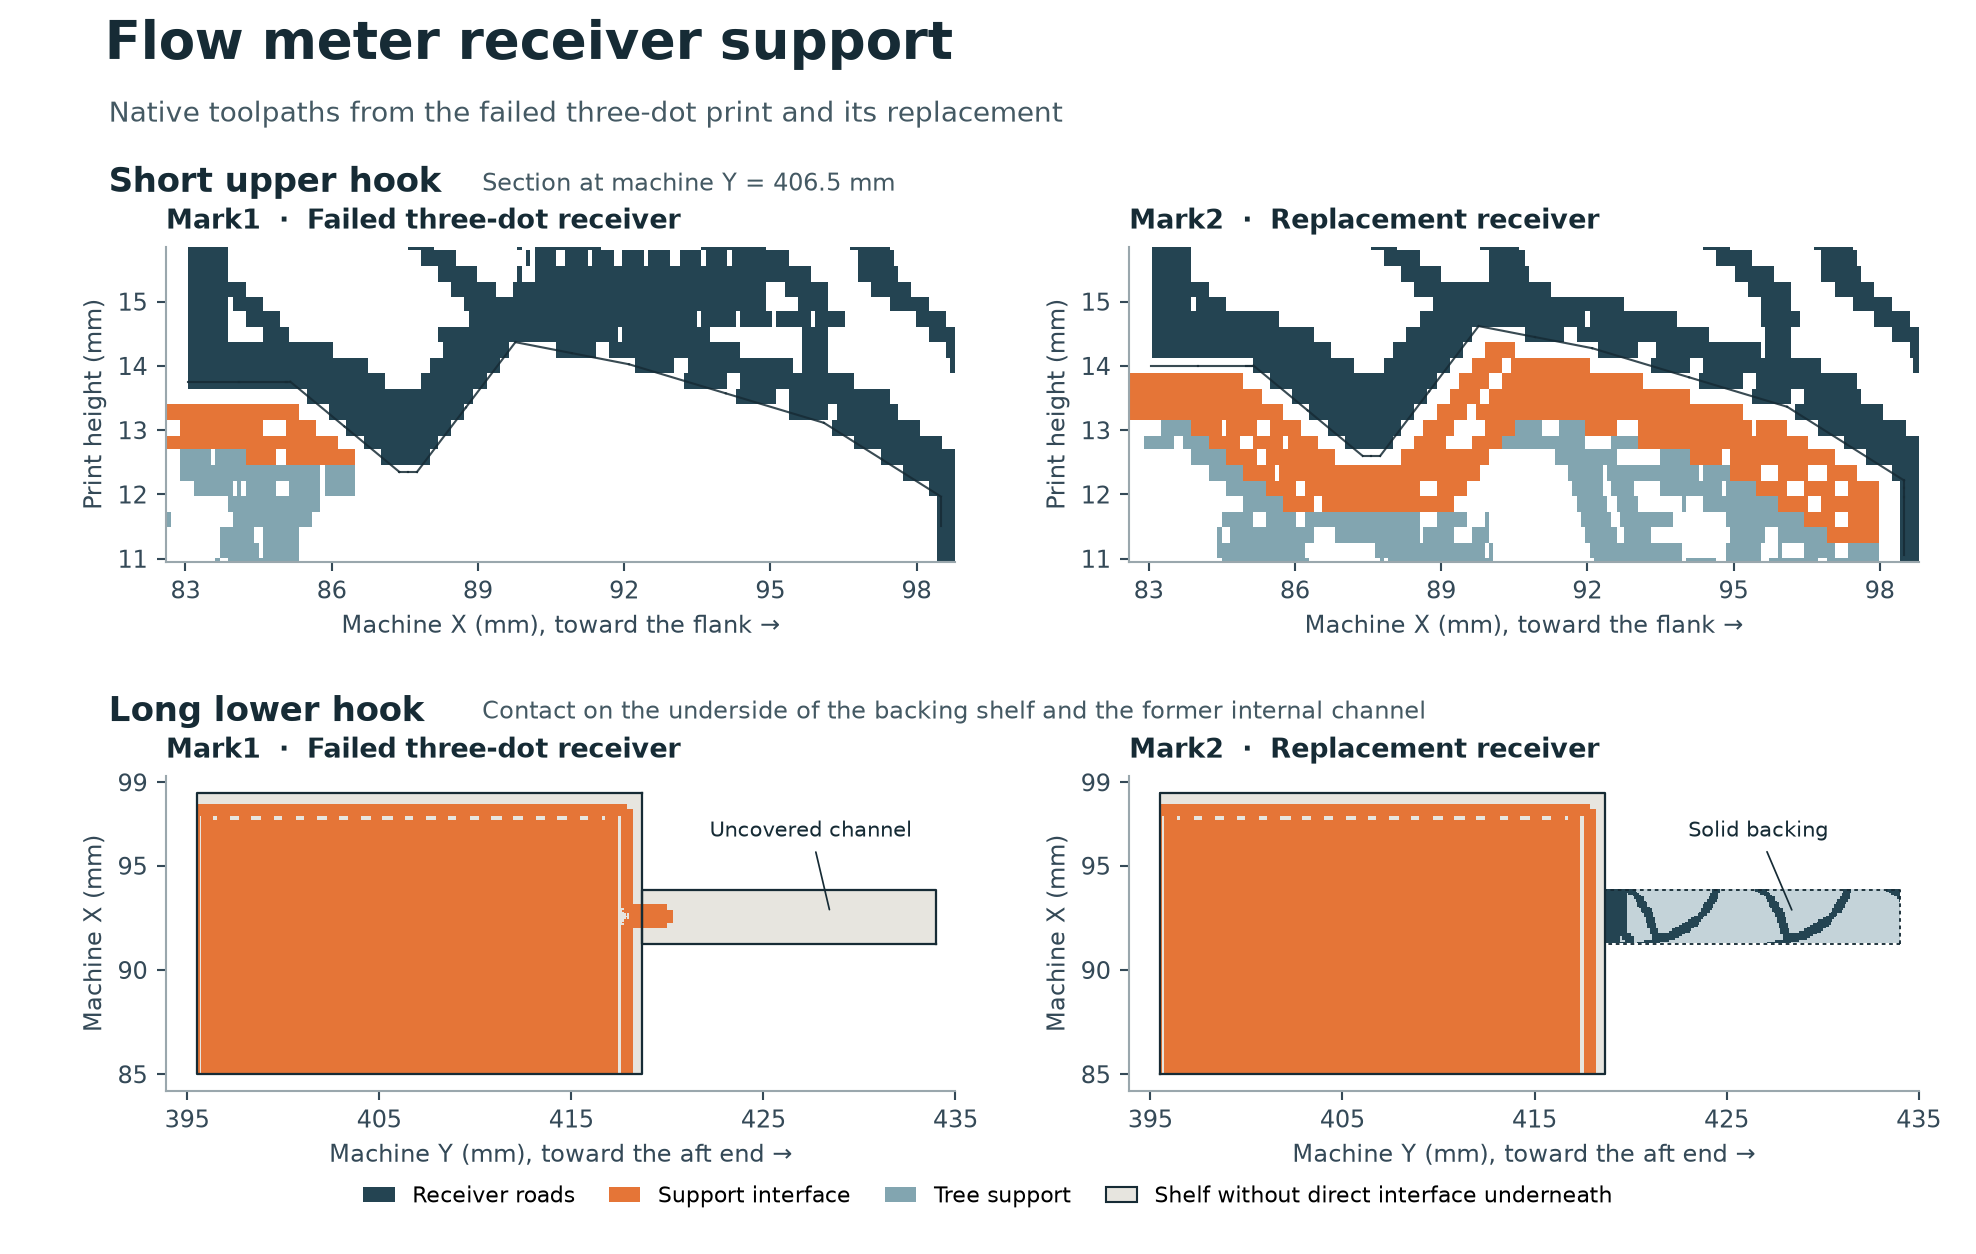 Flow meter receiver support
Native toolpaths from the failed three-dot print and its replacement
Short upper hook
Section at machine Y = 406.5 mm
Mark1 · Failed three-dot receiver
Print height (mm)
15
14
13
12
11
83
86
89
92
95
98
Machine X (mm), toward the flank →
Mark2 · Replacement receiver
Print height (mm)
15
14
13
12
11
83
86
89
92
95
98
Machine X (mm), toward the flank →
Long lower hook
Contact on the underside of the backing shelf and the former internal channel
Mark1 · Failed three-dot receiver
Machine X (mm)
99
95
90
85
Uncovered channel
395
405
415
425
435
Machine Y (mm), toward the aft end →
Mark2 · Replacement receiver
Machine X (mm)
99
95
90
85
Solid backing
395
405
415
425
435
Machine Y (mm), toward the aft end →
Receiver roads
Support interface
Tree support
Shelf without direct interface underneath